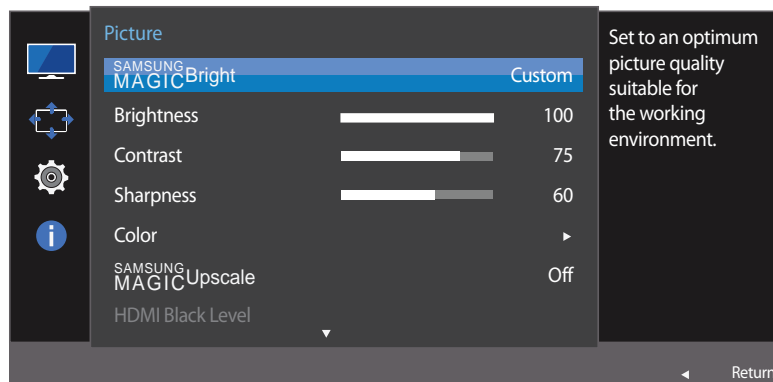 Picture
SAMSUNG
MAGIC Bright Custom
Brightness 100
Contrast 75
Sharpness 60
Color
SAMSUNG
MAGIC Upscale Off
HDMI Black Level
Set to an optimum
picture quality
suitable for
the working
environment.
Return